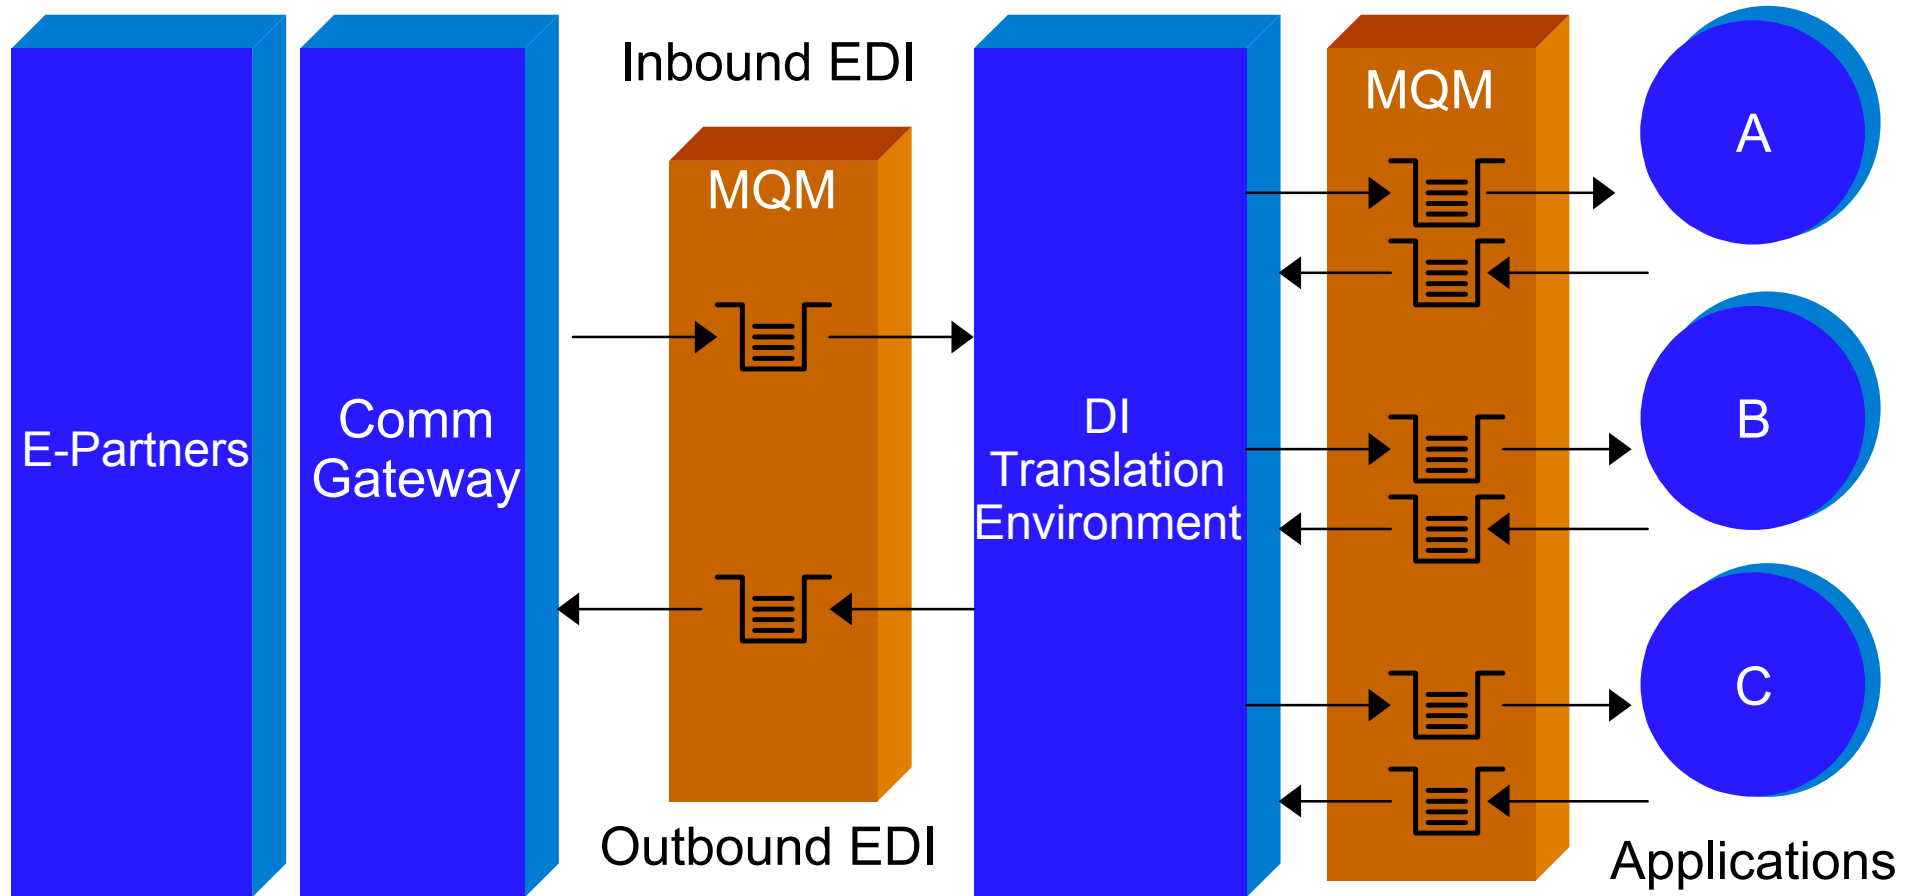 Inbound EDI
MQM
A
MQM
E-Partners
Comm
Gateway
DI
Translation
Environment
B
C
Outbound EDI
Applications